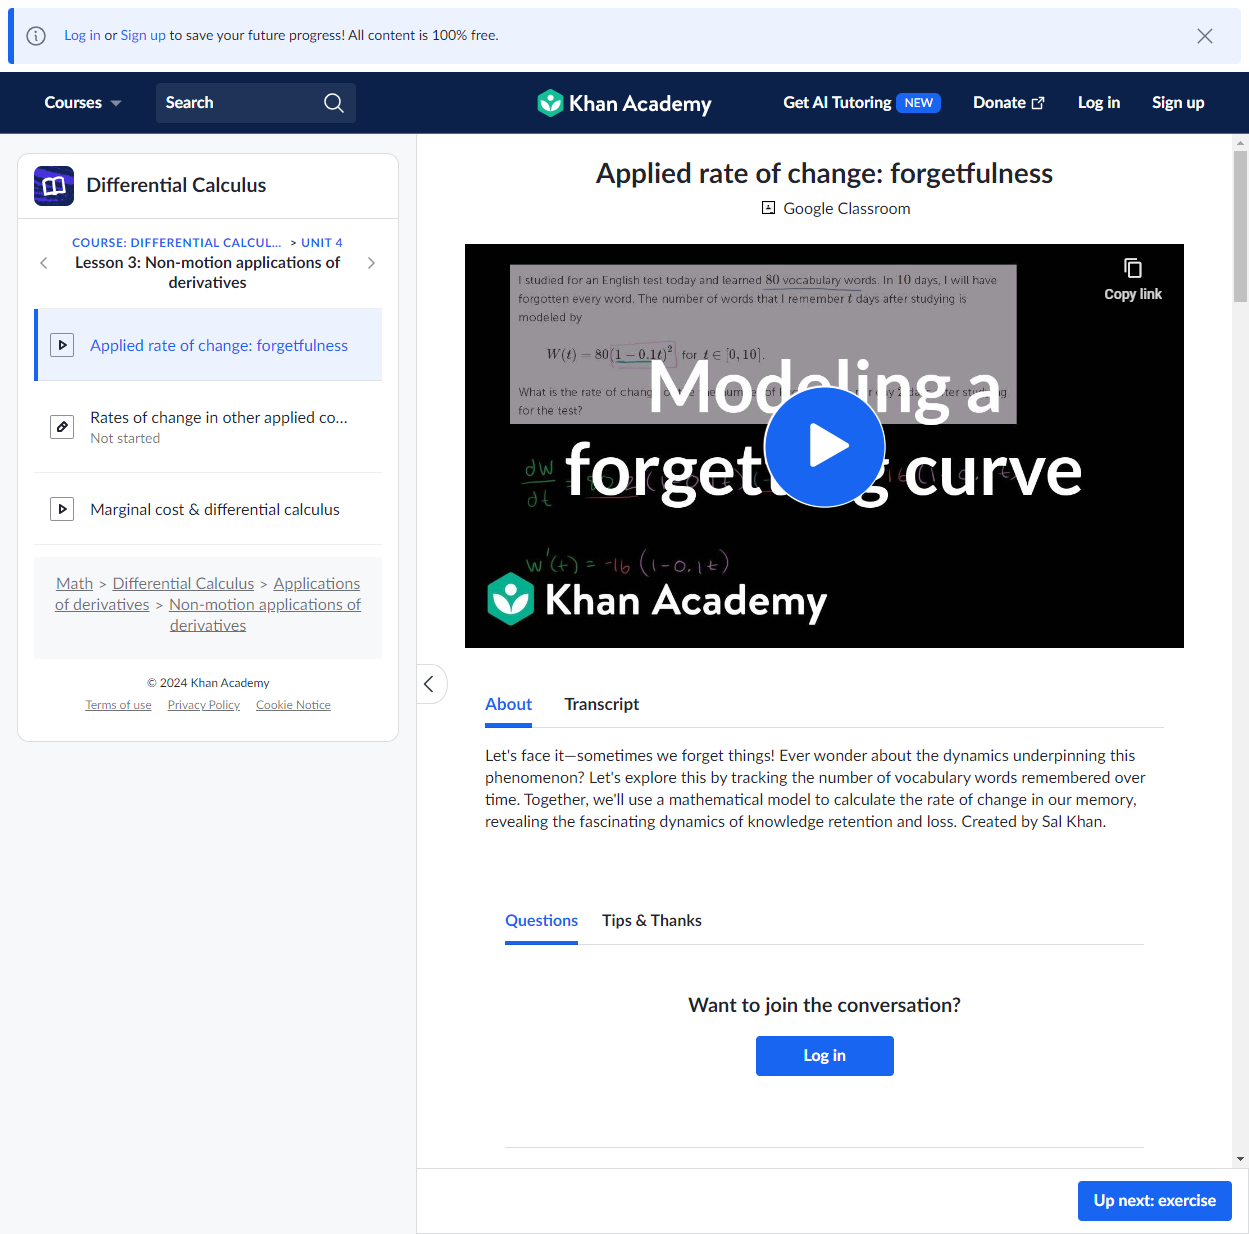 Log in or Sign up to save your future progress! All content is 100% free.
Courses
Search
Khan Academy
Get AI Tutoring NEW
Donate
Log in
Sign up
Differential Calculus
COURSE: DIFFERENTIAL CALCUL... > UNIT 4
Lesson 3: Non-motion applications of
derivatives
Applied rate of change: forgetfulness
Rates of change in other applied co...
Not started
Marginal cost & differential calculus
Math > Differential Calculus > Applications
of derivatives > Non-motion applications of
derivatives
© 2024 Khan Academy
Terms of use Privacy Policy Cookie Notice
Applied rate of change: forgetfulness
Google Classroom
I studied for an English test today and learned 80 vocabulary words. In 10 days, I will have
forgotten every word. The number of words that I remember t days after studying is
modeled by
W(t) = 80(1 − 0.1t)² for t ∈ [0, 10].
What is the rate of change
for the test?
Copy link
Modeling a
forgetting curve
dW
dt
W'(t) = -16 (1-0.1t)
Khan Academy
About
Transcript
Let's face it—sometimes we forget things! Ever wonder about the dynamics underpinning this
phenomenon? Let's explore this by tracking the number of vocabulary words remembered over
time. Together, we'll use a mathematical model to calculate the rate of change in our memory,
revealing the fascinating dynamics of knowledge retention and loss. Created by Sal Khan.
Questions
Tips & Thanks
Want to join the conversation?
Log in
Up next: exercise